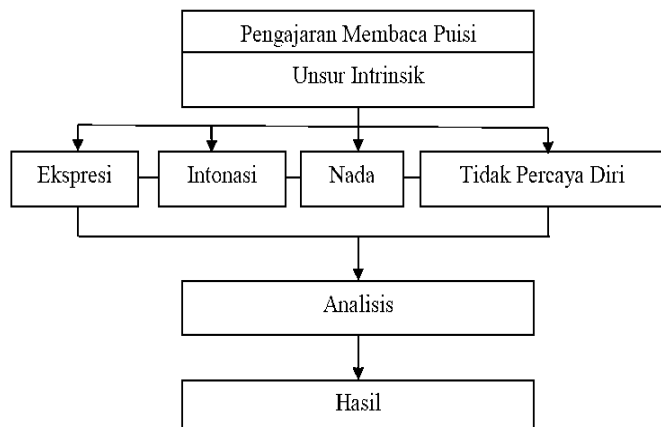 Pengajaran Membaca Puisi
Unsur Intrinsik
Ekspresi
Intonasi
Nada
Tidak Percaya Diri
Analisis
Hasil